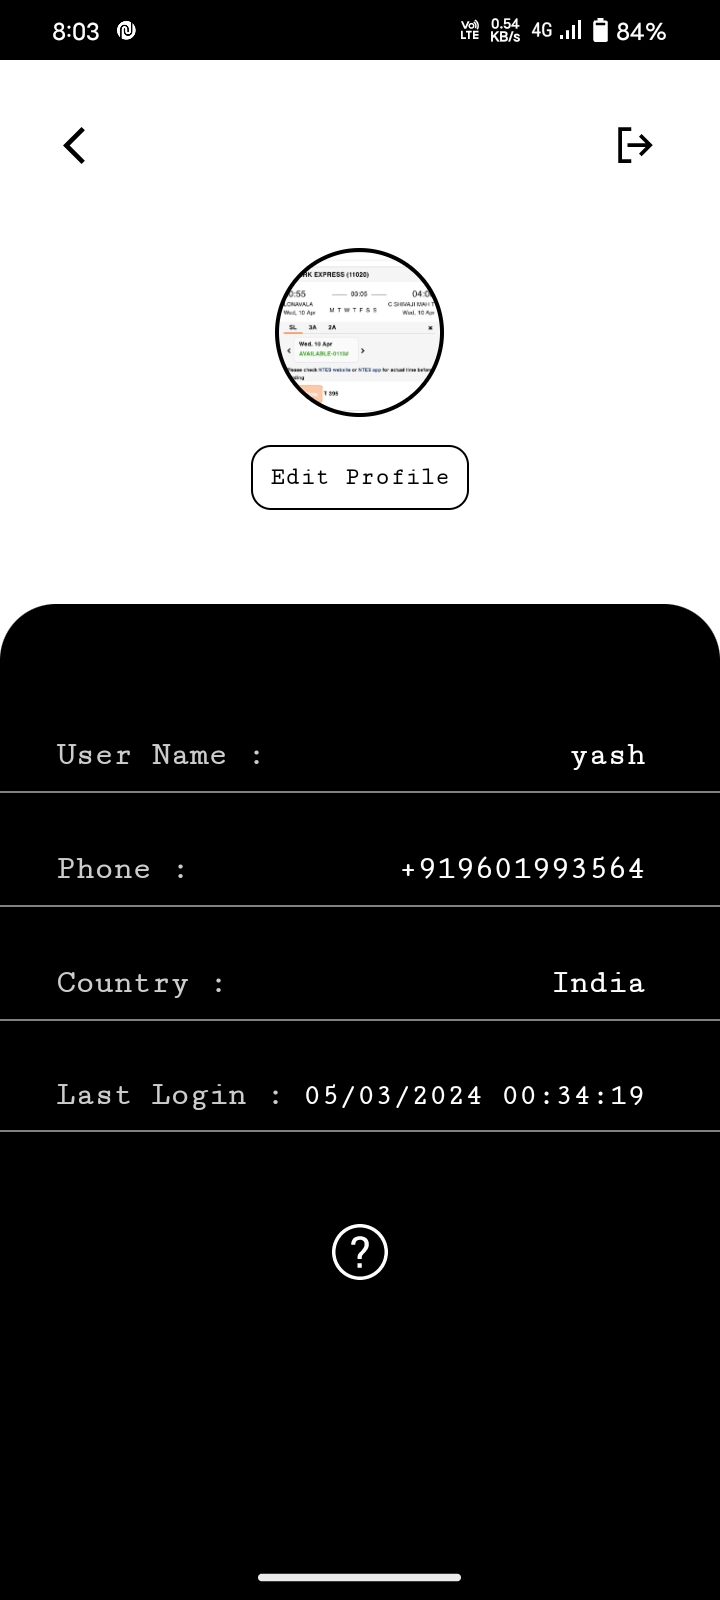 8:03 Vo) LTE 0.54 KB/s 4G 84%
RK EXPRESS (11020)
0:55 03:05 04:0
LONAVALA M T W T F S S C SHIVAJI MAH T
Wed, 10 Apr Wed, 10 Apr
SL 3A 2A
Wed, 10 Apr
AVAILABLE-0115#
Please check NTES website or NTES app for actual time before
T 395
Edit Profile
User Name : yash
Phone : +919601993564
Country : India
Last Login : 05/03/2024 00:34:19
?